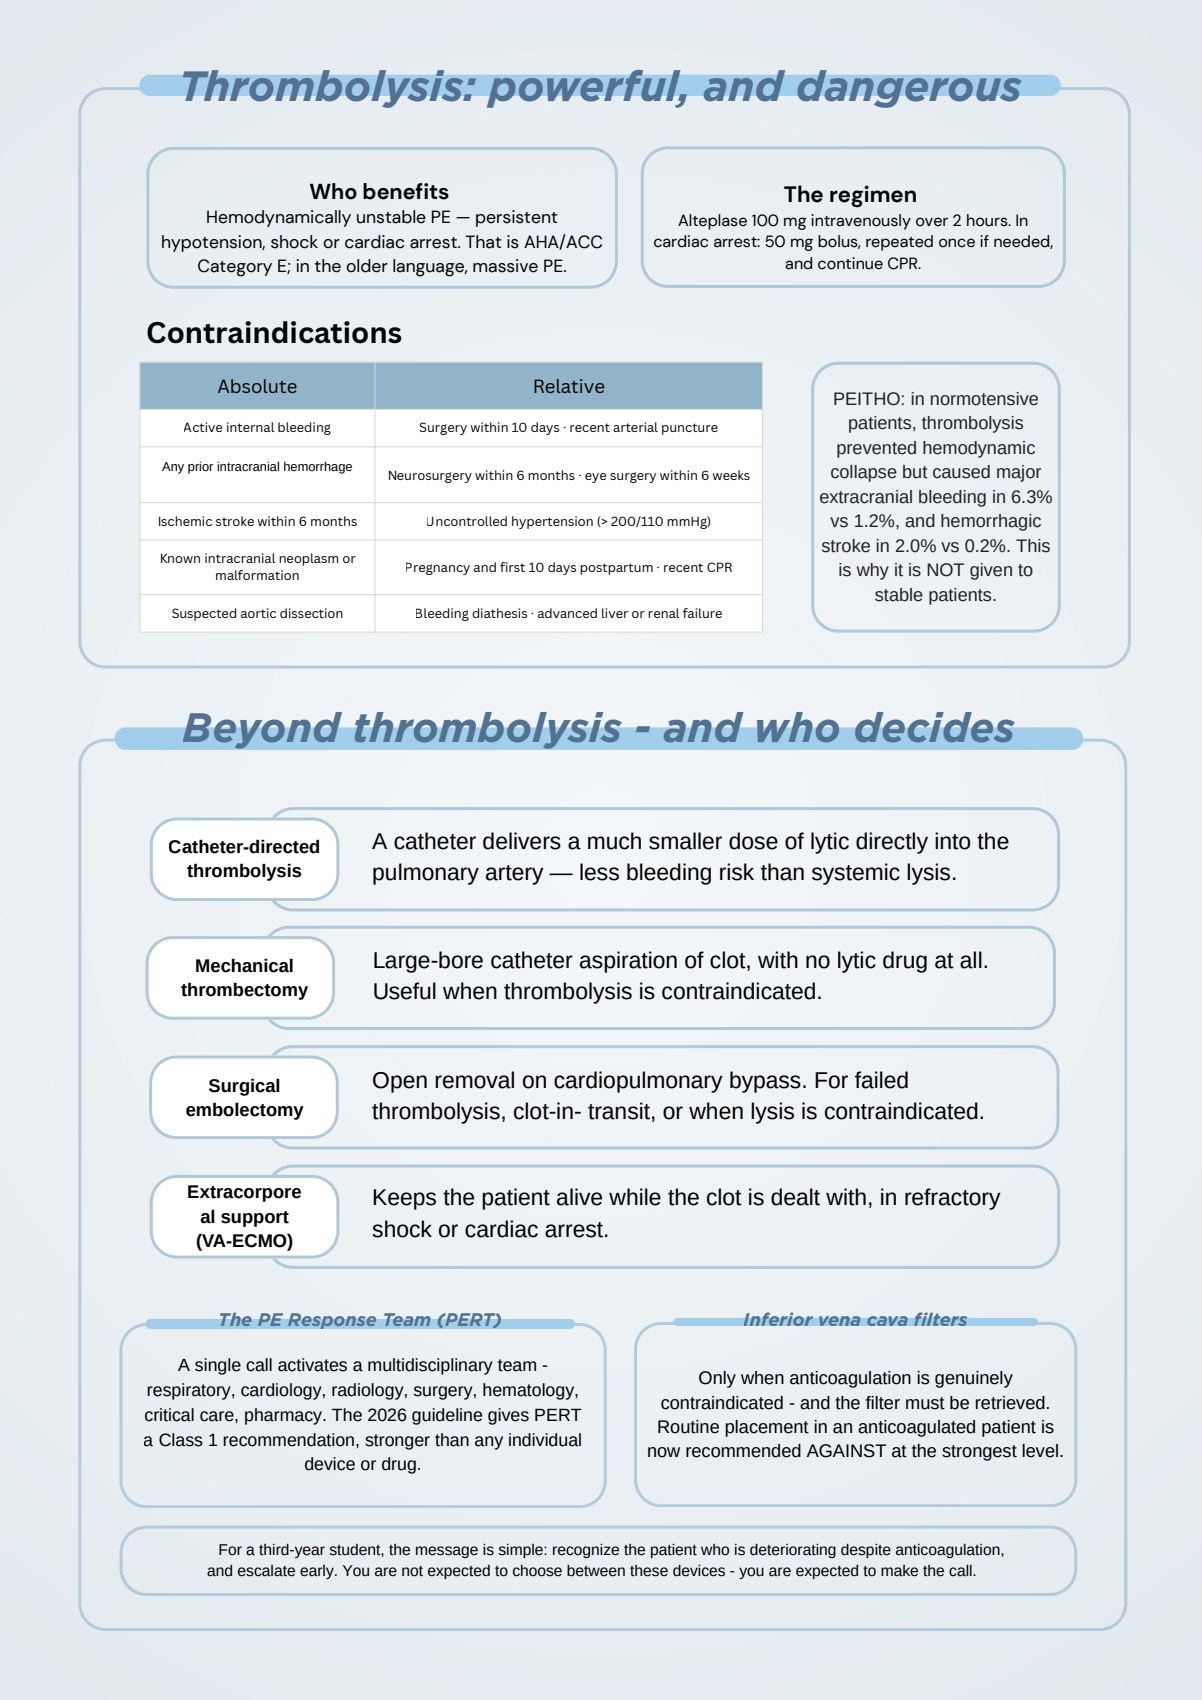 Thrombolysis: powerful, and dangerous
Who benefits
Hemodynamically unstable PE — persistent
hypotension, shock or cardiac arrest. That is AHA/ACC
Category E; in the older language, massive PE.
The regimen
Alteplase 100 mg intravenously over 2 hours. In
cardiac arrest: 50 mg bolus, repeated once if needed,
and continue CPR.
Contraindications
Absolute
Relative
Active internal bleeding
Surgery within 10 days · recent arterial puncture
Any prior intracranial hemorrhage
Neurosurgery within 6 months · eye surgery within 6 weeks
Ischemic stroke within 6 months
Uncontrolled hypertension (> 200/110 mmHg)
Known intracranial neoplasm or
malformation
Pregnancy and first 10 days postpartum · recent CPR
Suspected aortic dissection
Bleeding diathesis · advanced liver or renal failure
PEITHO: in normotensive
patients, thrombolysis
prevented hemodynamic
collapse but caused major
extracranial bleeding in 6.3%
vs 1.2%, and hemorrhagic
stroke in 2.0% vs 0.2%. This
is why it is NOT given to
stable patients.
Beyond thrombolysis - and who decides
Catheter-directed
thrombolysis
A catheter delivers a much smaller dose of lytic directly into the
pulmonary artery — less bleeding risk than systemic lysis.
Mechanical
thrombectomy
Large-bore catheter aspiration of clot, with no lytic drug at all.
Useful when thrombolysis is contraindicated.
Surgical
embolectomy
Open removal on cardiopulmonary bypass. For failed
thrombolysis, clot-in- transit, or when lysis is contraindicated.
Extracorpore
al support
(VA-ECMO)
Keeps the patient alive while the clot is dealt with, in refractory
shock or cardiac arrest.
The PE Response Team (PERT)
A single call activates a multidisciplinary team -
respiratory, cardiology, radiology, surgery, hematology,
critical care, pharmacy. The 2026 guideline gives PERT
a Class 1 recommendation, stronger than any individual
device or drug.
Inferior vena cava filters
Only when anticoagulation is genuinely
contraindicated - and the filter must be retrieved.
Routine placement in an anticoagulated patient is
now recommended AGAINST at the strongest level.
For a third-year student, the message is simple: recognize the patient who is deteriorating despite anticoagulation,
and escalate early. You are not expected to choose between these devices - you are expected to make the call.